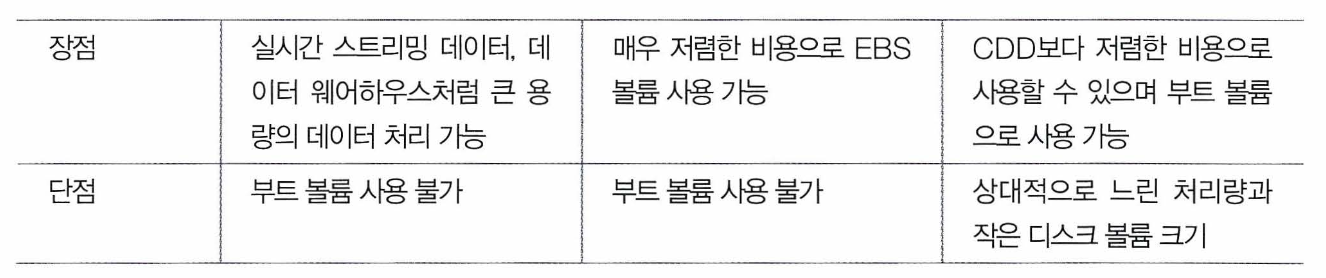 장점
실시간 스트리밍 데이터, 데
이터 웨어하우스처럼 큰 용
량의 데이터 처리 가능
매우 저렴한 비용으로 EBS
볼륨 사용 가능
CDD보다 저렴한 비용으로
사용할 수 있으며 부트 볼륨
으로 사용 가능
단점
부트 볼륨 사용 불가
부트 볼륨 사용 불가
상대적으로 느린 처리량과
작은 디스크 볼륨 크기